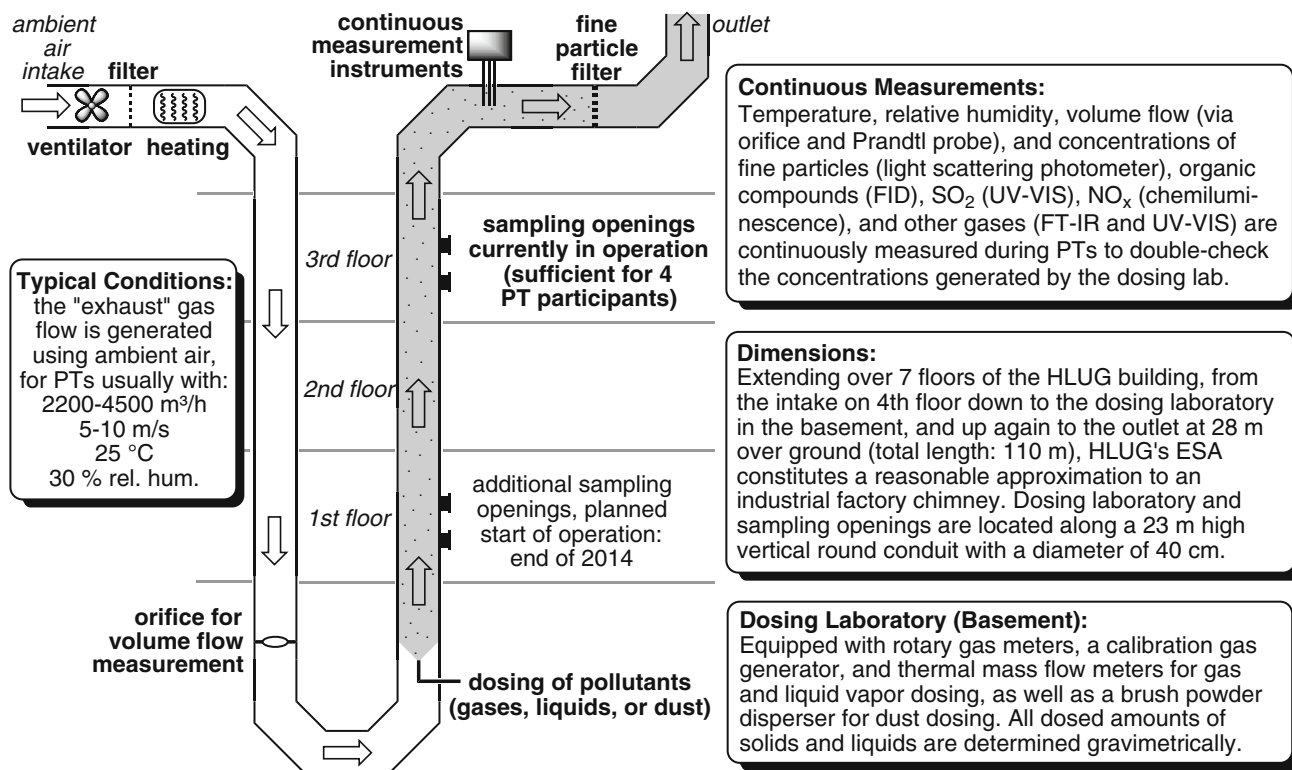 ambient
air
intake
filter
ventilator
heating
continuous
measurement
instruments
fine
particle
filter
outlet
3rd floor
sampling openings
currently in operation
(sufficient for 4
PT participants)
2nd floor
1st floor
additional sampling
openings, planned
start of operation:
end of 2014
orifice for
volume flow
measurement
dosing of pollutants
(gases, liquids, or dust)
Typical Conditions:
the "exhaust" gas
flow is generated
using ambient air,
for PTs usually with:
2200-4500 m³/h
5-10 m/s
25 °C
30 % rel. hum.
Continuous Measurements:
Temperature, relative humidity, volume flow (via
orifice and Prandtl probe), and concentrations of
fine particles (light scattering photometer), organic
compounds (FID), SO₂ (UV-VIS), NOₓ (chemilumi-
nescence), and other gases (FT-IR and UV-VIS) are
continuously measured during PTs to double-check
the concentrations generated by the dosing lab.
Dimensions:
Extending over 7 floors of the HLUG building, from
the intake on 4th floor down to the dosing laboratory
in the basement, and up again to the outlet at 28 m
over ground (total length: 110 m), HLUG's ESA
constitutes a reasonable approximation to an
industrial factory chimney. Dosing laboratory and
sampling openings are located along a 23 m high
vertical round conduit with a diameter of 40 cm.
Dosing Laboratory (Basement):
Equipped with rotary gas meters, a calibration gas
generator, and thermal mass flow meters for gas
and liquid vapor dosing, as well as a brush powder
disperser for dust dosing. All dosed amounts of
solids and liquids are determined gravimetrically.